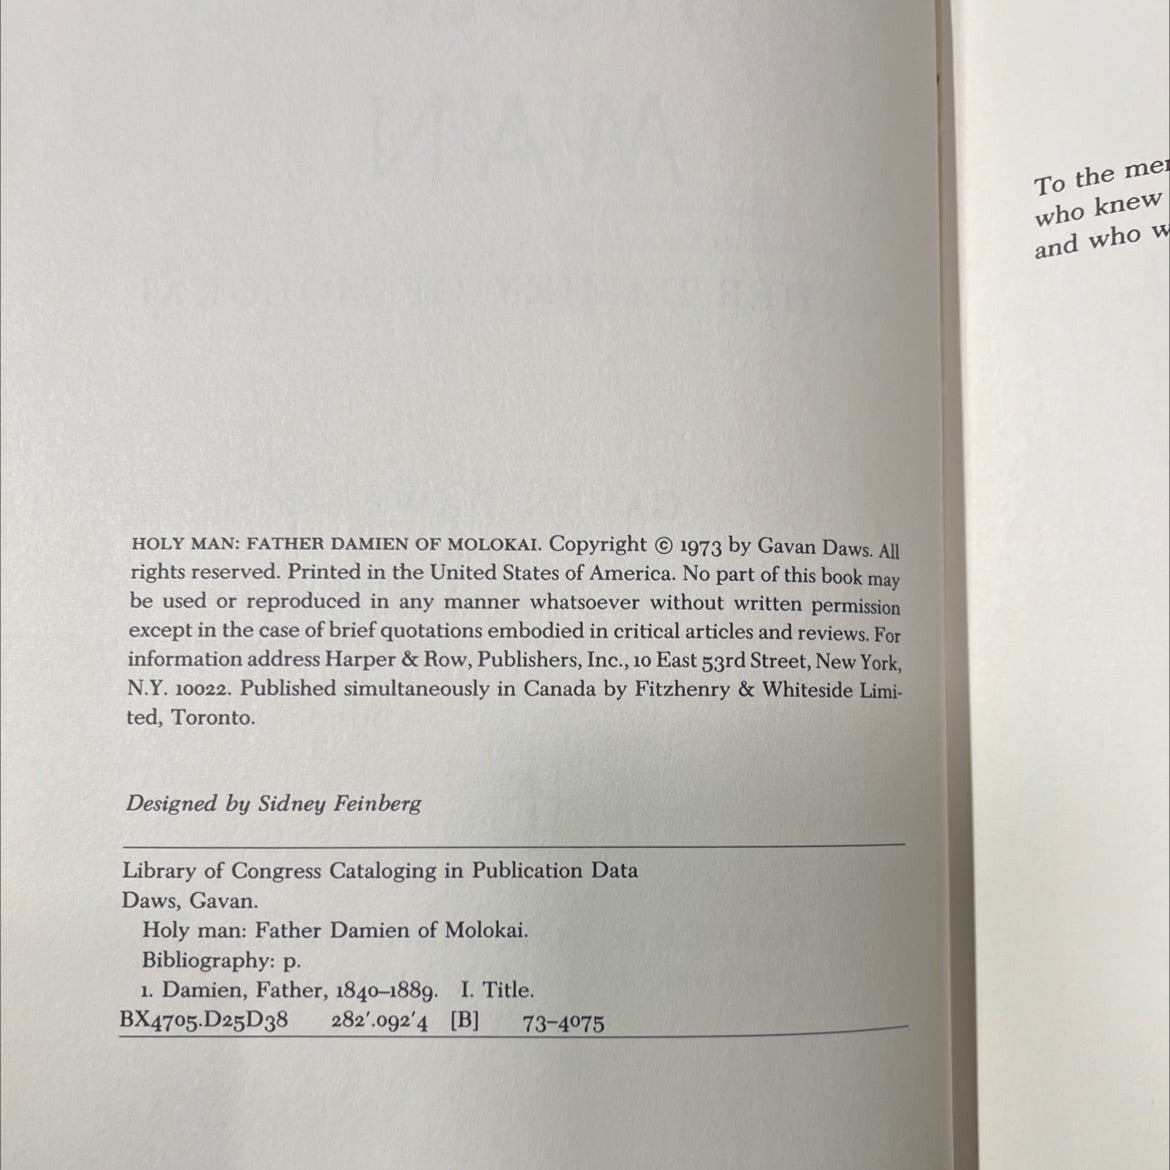 HOLY MAN: FATHER DAMIEN OF MOLOKAI. Copyright © 1973 by Gavan Daws. All
rights reserved. Printed in the United States of America. No part of this book may
be used or reproduced in any manner whatsoever without written permission
except in the case of brief quotations embodied in critical articles and reviews. For
information address Harper & Row, Publishers, Inc., 10 East 53rd Street, New York,
N.Y. 10022. Published simultaneously in Canada by Fitzhenry & Whiteside Limi-
ted, Toronto.
Designed by Sidney Feinberg
Library of Congress Cataloging in Publication Data
Daws, Gavan.
Holy man: Father Damien of Molokai.
Bibliography: p.
1. Damien, Father, 1840–1889. I. Title.
BX4705.D25D38 282'.092'4 [B] 73–4075
To the
who knew
and who